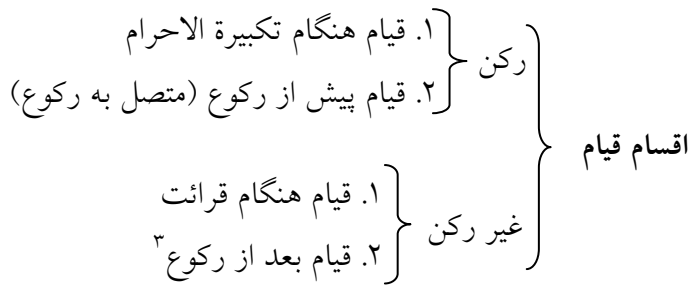 اقسام قیام
رکن
۱. قیام هنگام تکبیرة الاحرام
۲. قیام پیش از رکوع (متصل به رکوع)
غیر رکن
۱. قیام هنگام قرائت
۲. قیام بعد از رکوع۳